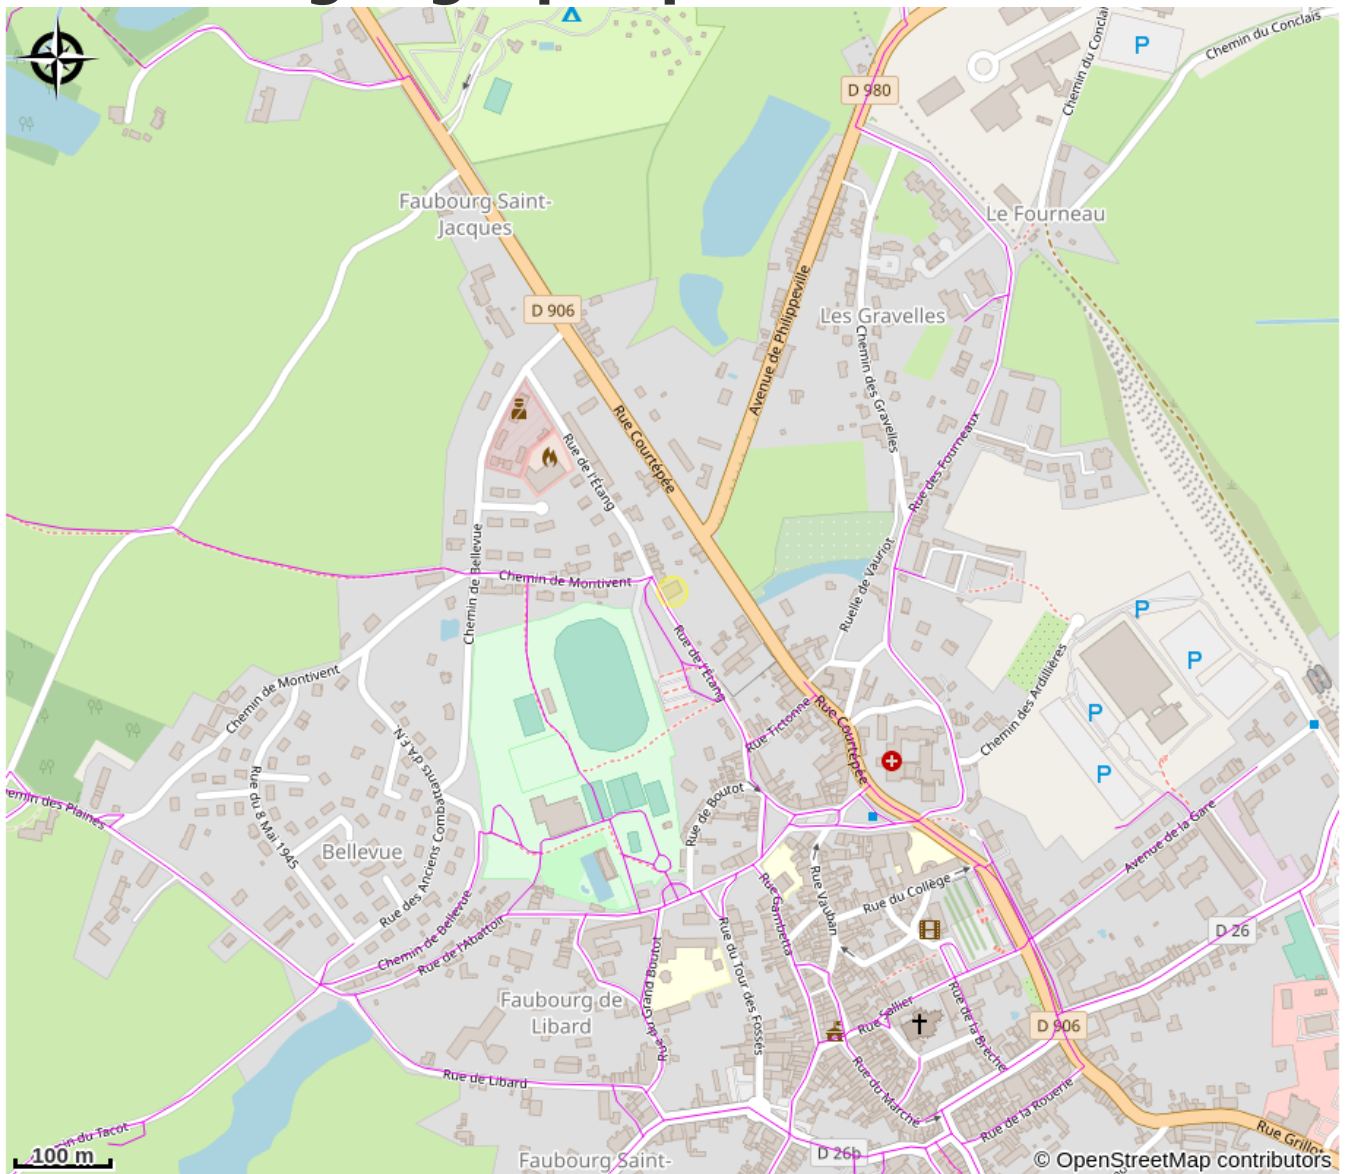 P
Chemin du Conclais
Chemin du Conclai
D 980
Faubourg Saint-
Jacques
Le Fourneau
D 906
Les Gravelles
Avenue de Philippeville
Chemin des Gravelles
Rue Courtépée
Rue de l'Étang
Rue des Fourneaux
Chemin de Bellevue
Chemin de Montivent
Ruelle de Vauriot
P
Rue de l'Étang
P
Chemin des Ardillières
Chemin de Montivent
Rue Tictonne
Rue Courtépée
P
P
Rue du 8 Mai 1945
Rue des Anciens Combattants d'A.F.N.
emin des Plaines
Rue de Bourot
Avenue de la Gare
Bellevue
Rue Gambetta
Rue Vauban
Rue du Collège
Chemin de Bellevue
Rue de l'Abattoir
D 26
Rue du Tour des Fossés
Rue du Grand Boutot
Faubourg de
Libard
Rue Sallier
Rue de la Brèche
D 906
Rue de Libard
Rue du Marché
Rue de la Rouerie
in du Tacot
Rue Grillot
D 26b
Faubourg Saint-
100 m
© OpenStreetMap contributors